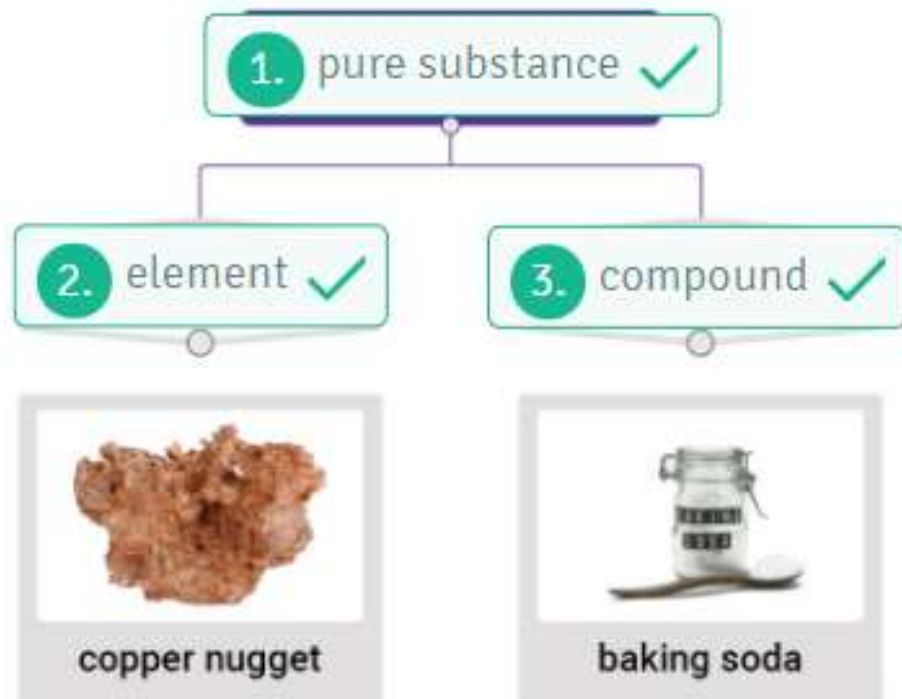 1. pure substance
2. element
3. compound
copper nugget
baking soda